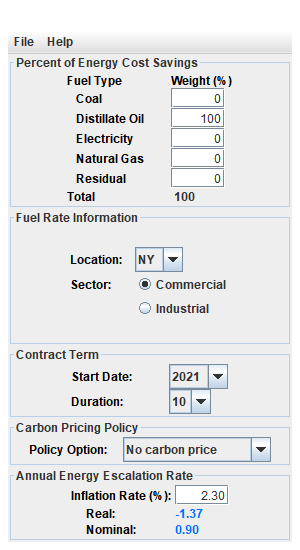 File Help
Percent of Energy Cost Savings
Fuel Type Weight (%)
Coal 0
Distillate Oil 100
Electricity 0
Natural Gas 0
Residual 0
Total 100
Fuel Rate Information
Location: NY
Sector: Commercial
Industrial
Contract Term
Start Date: 2021
Duration: 10
Carbon Pricing Policy
Policy Option: No carbon price
Annual Energy Escalation Rate
Inflation Rate (%): 2.30
Real: -1.37
Nominal: 0.90